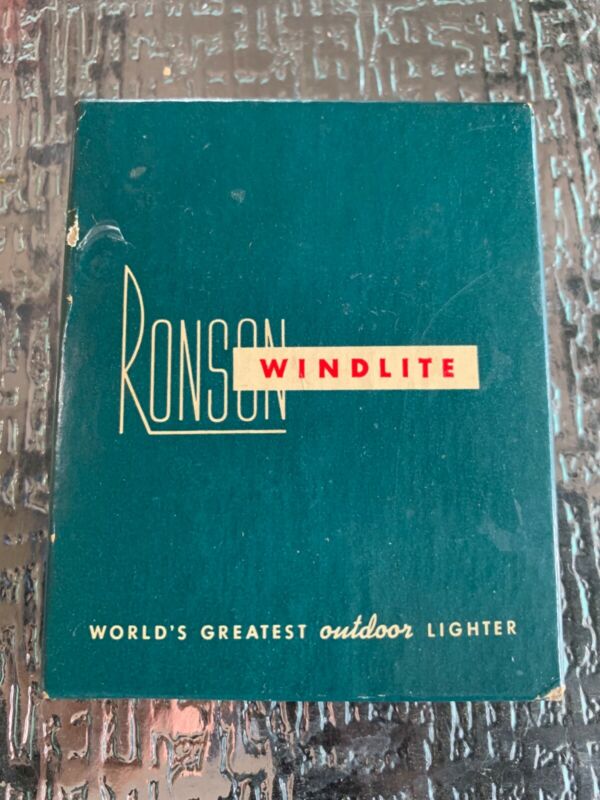 RONSON WINDLITE
WORLD'S GREATEST outdoor LIGHTER